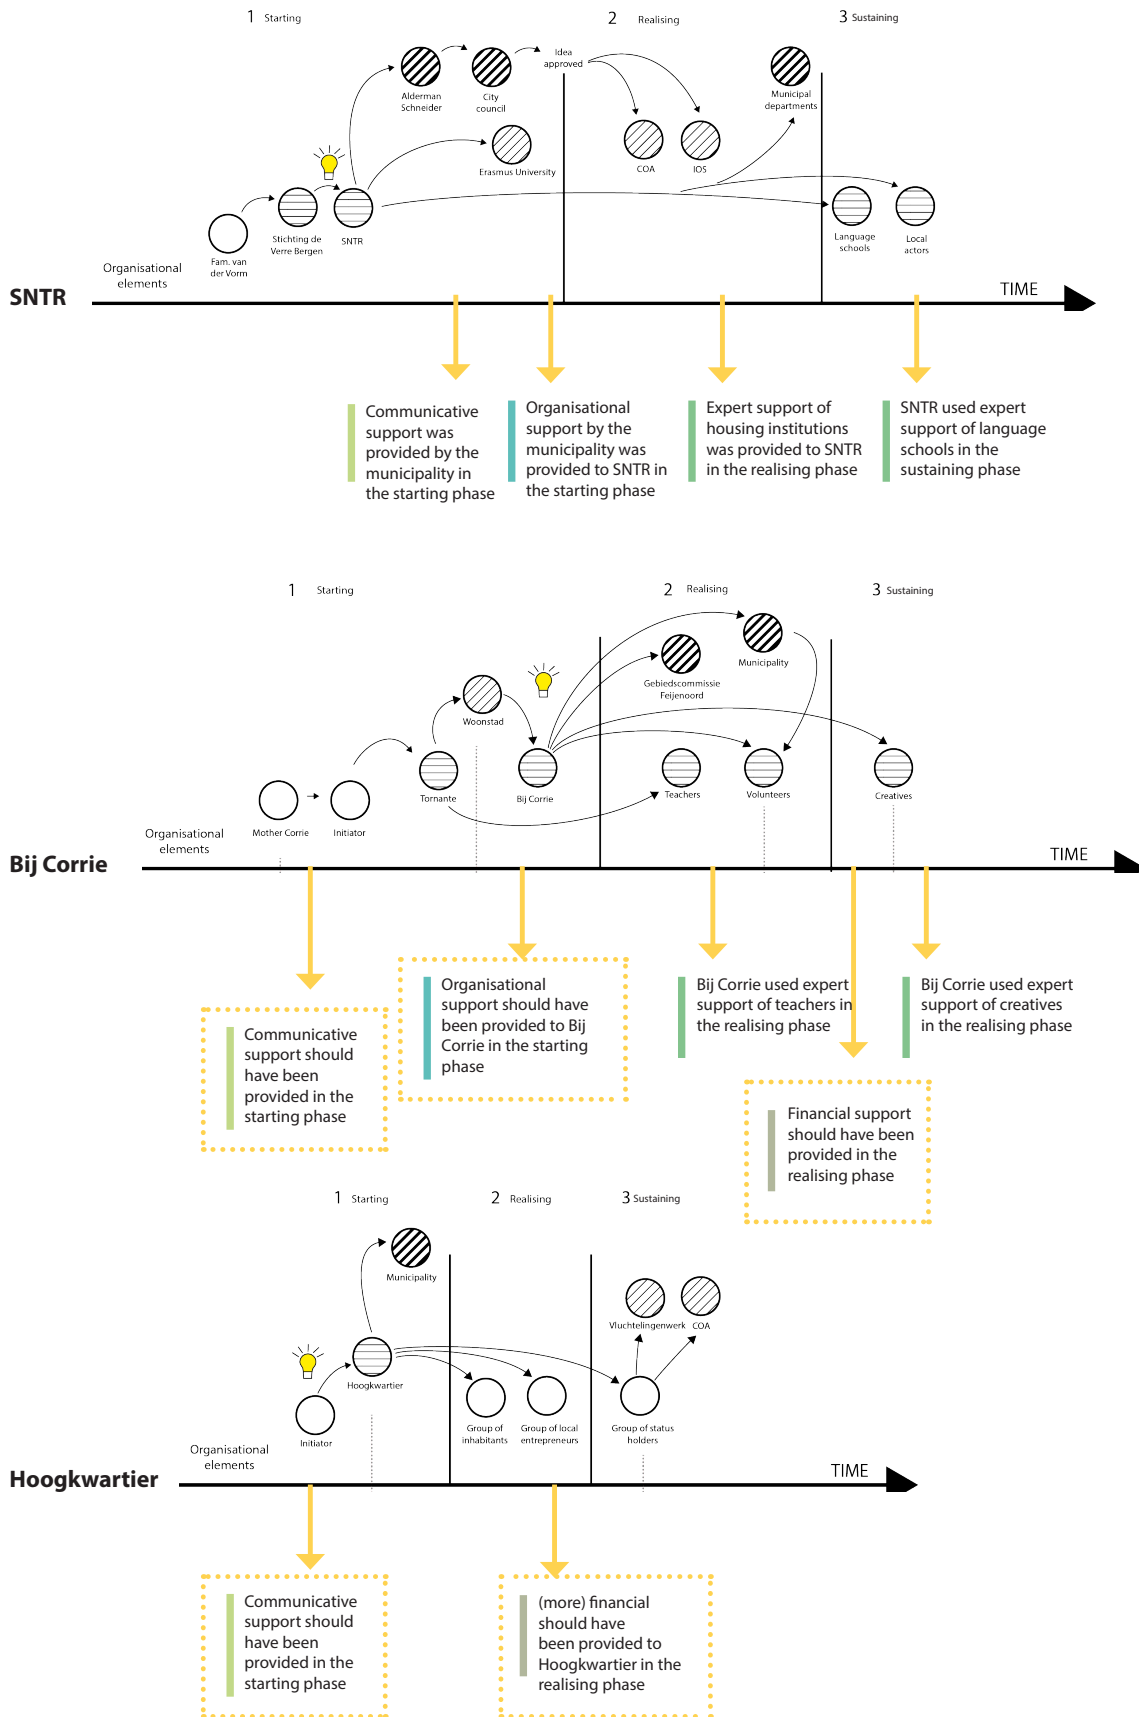 1 Starting
2 Realising
3 Sustaining
Idea
approved
Alderman
Schneider
City
council
Municipal
departments
Erasmus University
COA
IOS
Stichting de
Verre Bergen
SNTR
Language
schools
Local
actors
Fam. van
der Vorm
Organisational
elements
SNTR
TIME
Communicative
support was
provided by the
municipality in
the starting phase
Organisational
support by the
municipality was
provided to SNTR in
the starting phase
Expert support of
housing institutions
was provided to SNTR
in the realising phase
SNTR used expert
support of language
schools in the
sustaining phase
1 Starting
2 Realising
3 Sustaining
Municipality
Gebiedscommissie
Feijenoord
Woonstad
Tornante
Bij Corrie
Teachers
Volunteers
Creatives
Mother Corrie
Initiator
Organisational
elements
Bij Corrie
TIME
Communicative
support should
have been
provided in the
starting phase
Organisational
support should have
been provided to Bij
Corrie in the starting
phase
Bij Corrie used expert
support of teachers in
the realising phase
Financial support
should have been
provided in the
realising phase
Bij Corrie used expert
support of creatives
in the realising phase
1 Starting
2 Realising
3 Sustaining
Municipality
Vluchtelingenwerk
COA
Hoogkwartier
Initiator
Group of
inhabitants
Group of local
entrepreneurs
Group of status
holders
Organisational
elements
Hoogkwartier
TIME
Communicative
support should
have been
provided in the
starting phase
(more) financial
should have
been provided to
Hoogkwartier in the
realising phase